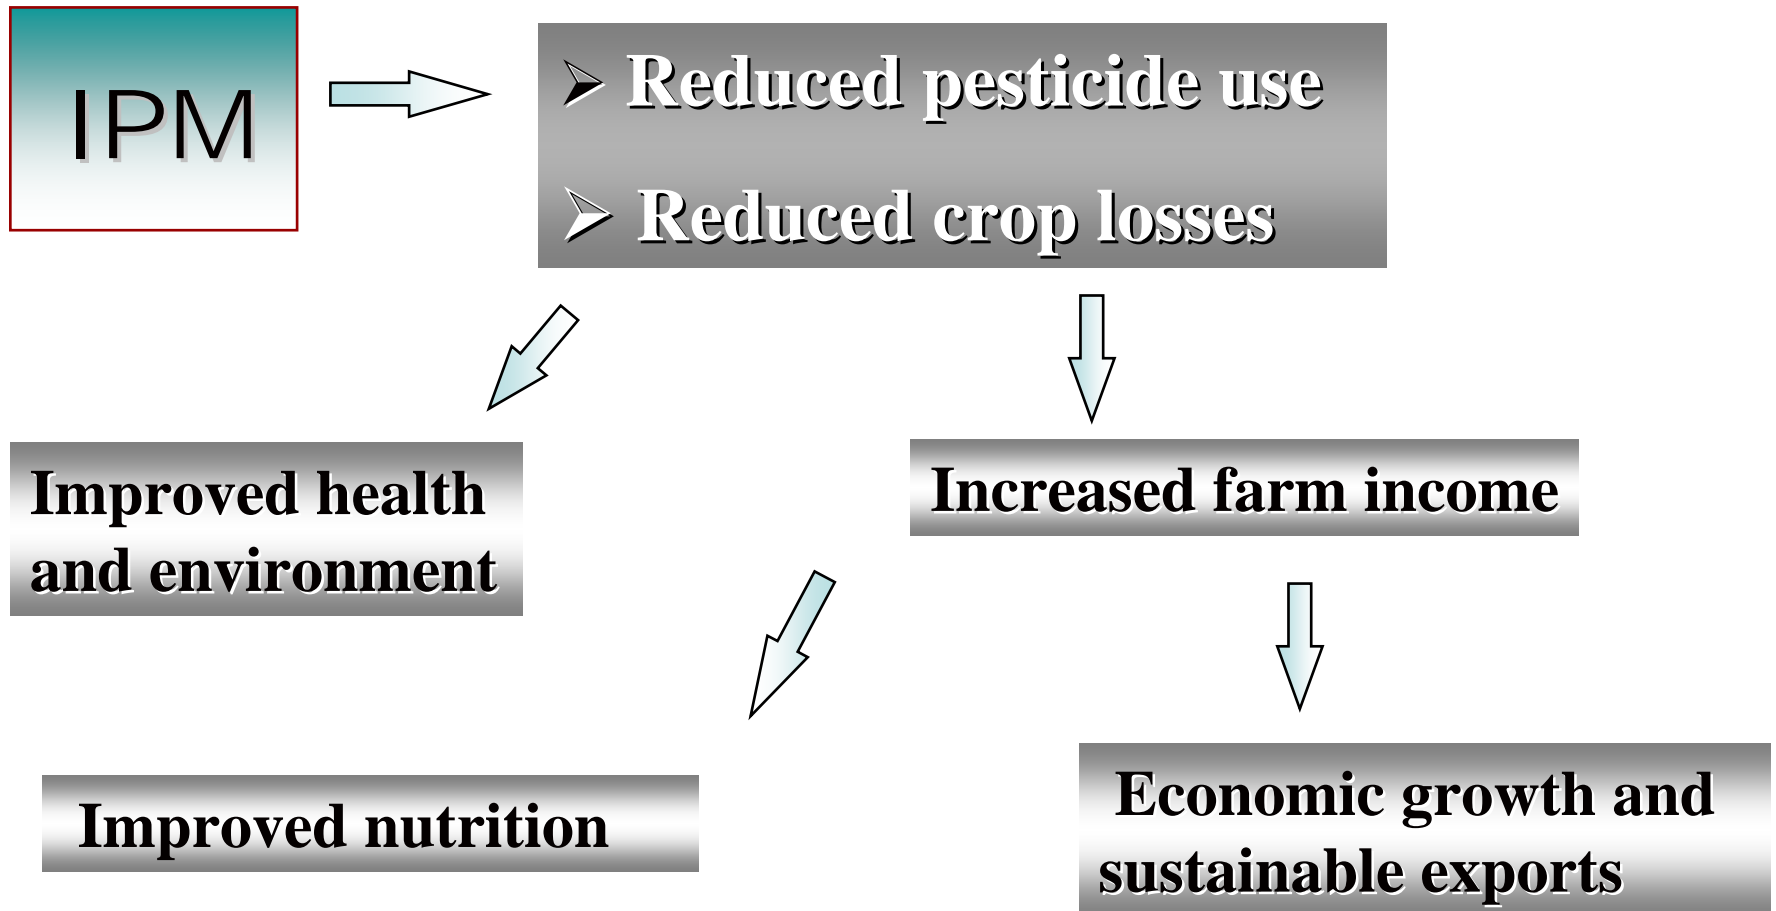 IPM
➢ Reduced pesticide use
➢ Reduced crop losses
Improved health
and environment
Increased farm income
Improved nutrition
Economic growth and
sustainable exports